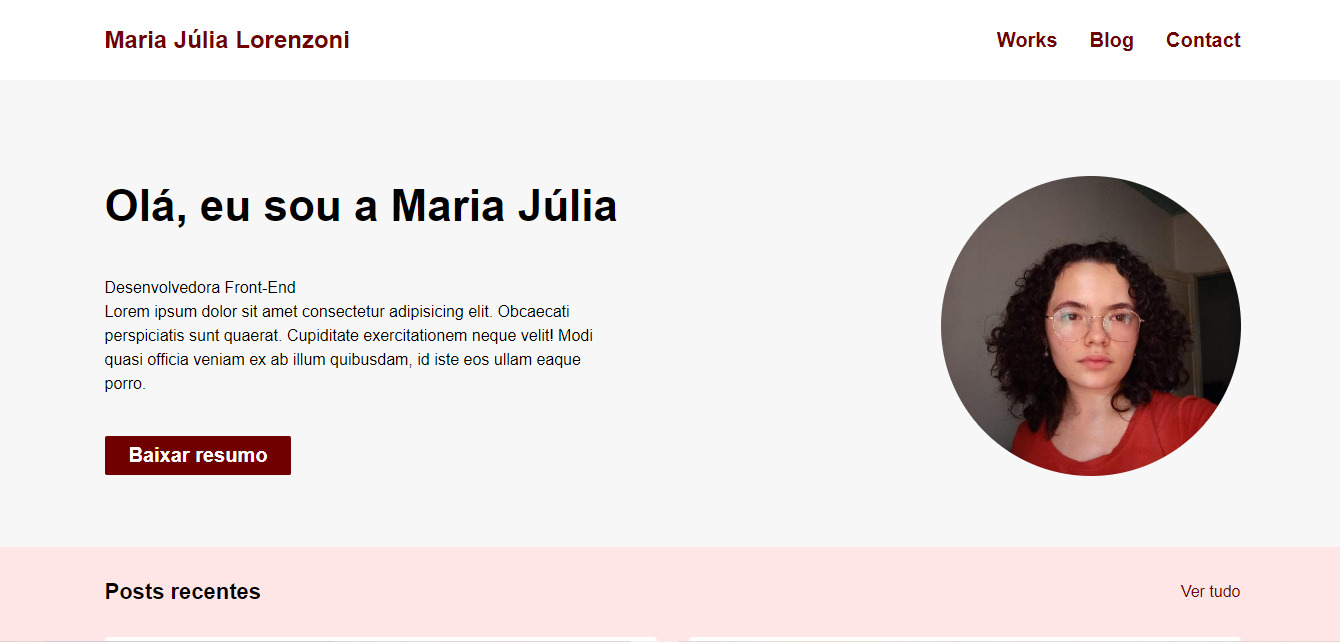 Maria Júlia Lorenzoni
Works Blog Contact
Olá, eu sou a Maria Júlia
Desenvolvedora Front-End
Lorem ipsum dolor sit amet consectetur adipisicing elit. Obcaecati
perspiciatis sunt quaerat. Cupiditate exercitationem neque velit! Modi
quasi officia veniam ex ab illum quibusdam, id iste eos ullam eaque
porro.
Baixar resumo
Posts recentes
Ver tudo